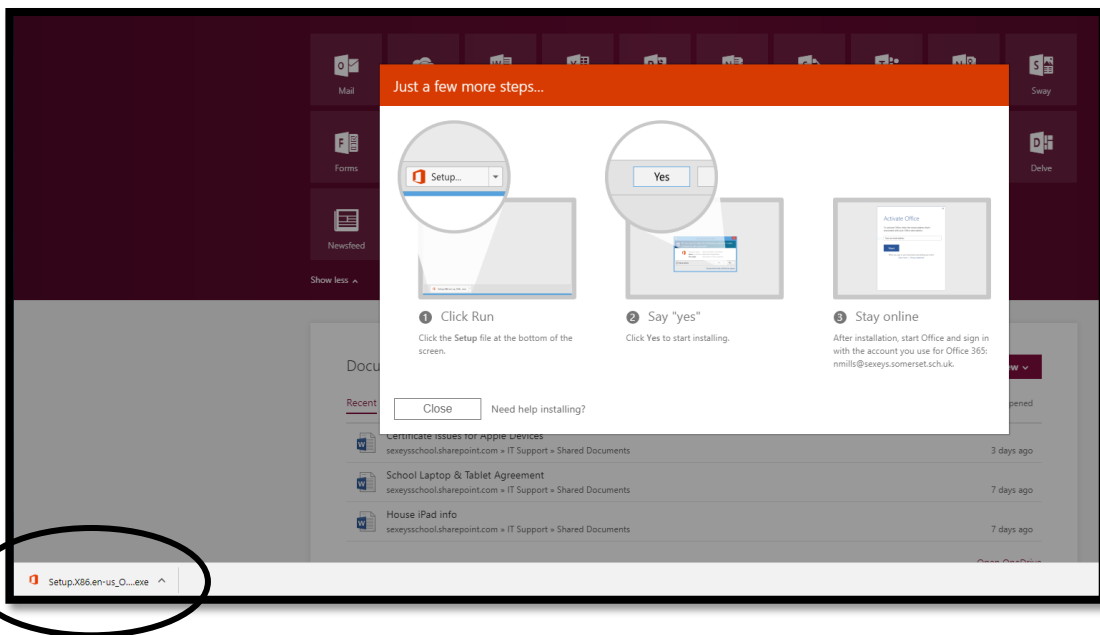 Mail
Sway
Just a few more steps...
Forms
Delve
Setup...
Yes
Newsfeed
Activate Office
Show less
1 Click Run
2 Say "yes"
3 Stay online
Click the Setup file at the bottom of the
screen.
Click Yes to start installing.
After installation, start Office and sign in
with the account you use for Office 365:
nmills@sexeys.somerset.sch.uk.
Docu
ew
Recent
pened
Close
Need help installing?
Certificate Issues for Apple Devices
sexeysschool.sharepoint.com » IT Support » Shared Documents
3 days ago
School Laptop & Tablet Agreement
sexeysschool.sharepoint.com » IT Support » Shared Documents
7 days ago
House iPad info
sexeysschool.sharepoint.com » IT Support » Shared Documents
7 days ago
Open OneDrive
Setup.X86.en-us_O....exe